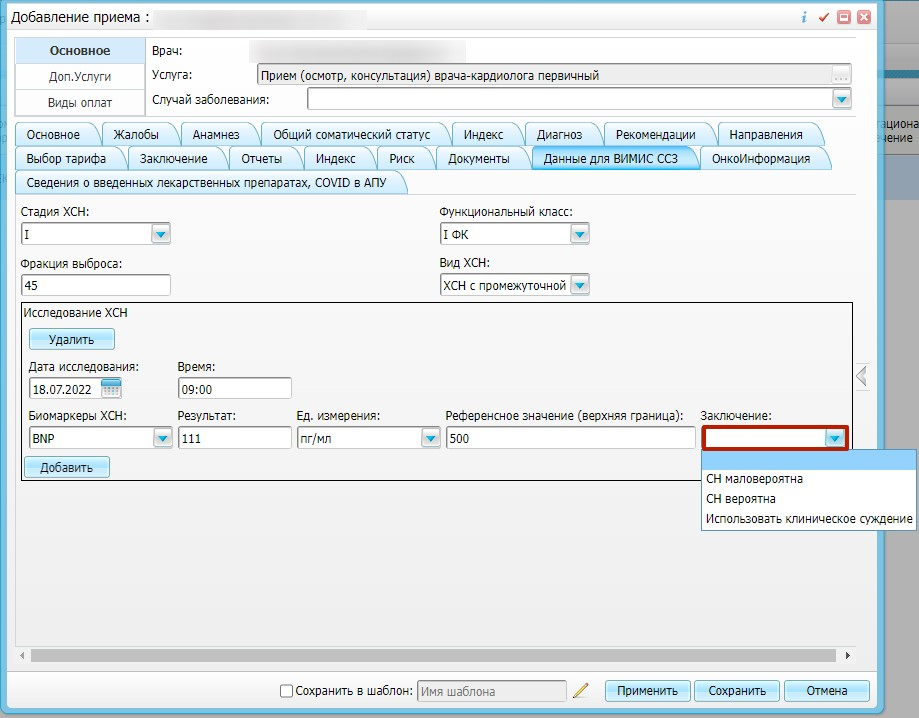 Добавление приема :
Основное
Доп.Услуги
Виды оплат
Врач:
Услуга: Прием (осмотр, консультация) врача-кардиолога первичный ...
Случай заболевания:
Основное Жалобы Анамнез Общий соматический статус Индекс Диагноз Рекомендации Направления
Выбор тарифа Заключение Отчеты Индекс Риск Документы Данные для ВИМИС ССЗ ОнкоИнформация
Сведения о введенных лекарственных препаратах, COVID в АПУ
Стадия ХСН: Функциональный класс:
I I ФК
Фракция выброса: Вид ХСН:
45 ХСН с промежуточной
Исследование ХСН
Удалить
Дата исследования: Время:
18.07.2022 09:00
Биомаркеры ХСН: Результат: Ед. измерения: Референсное значение (верхняя граница): Заключение:
BNP 111 пг/мл 500
Добавить
СН маловероятна
СН вероятна
Использовать клиническое суждение
Сохранить в шаблон: Имя шаблона Применить Сохранить Отмена